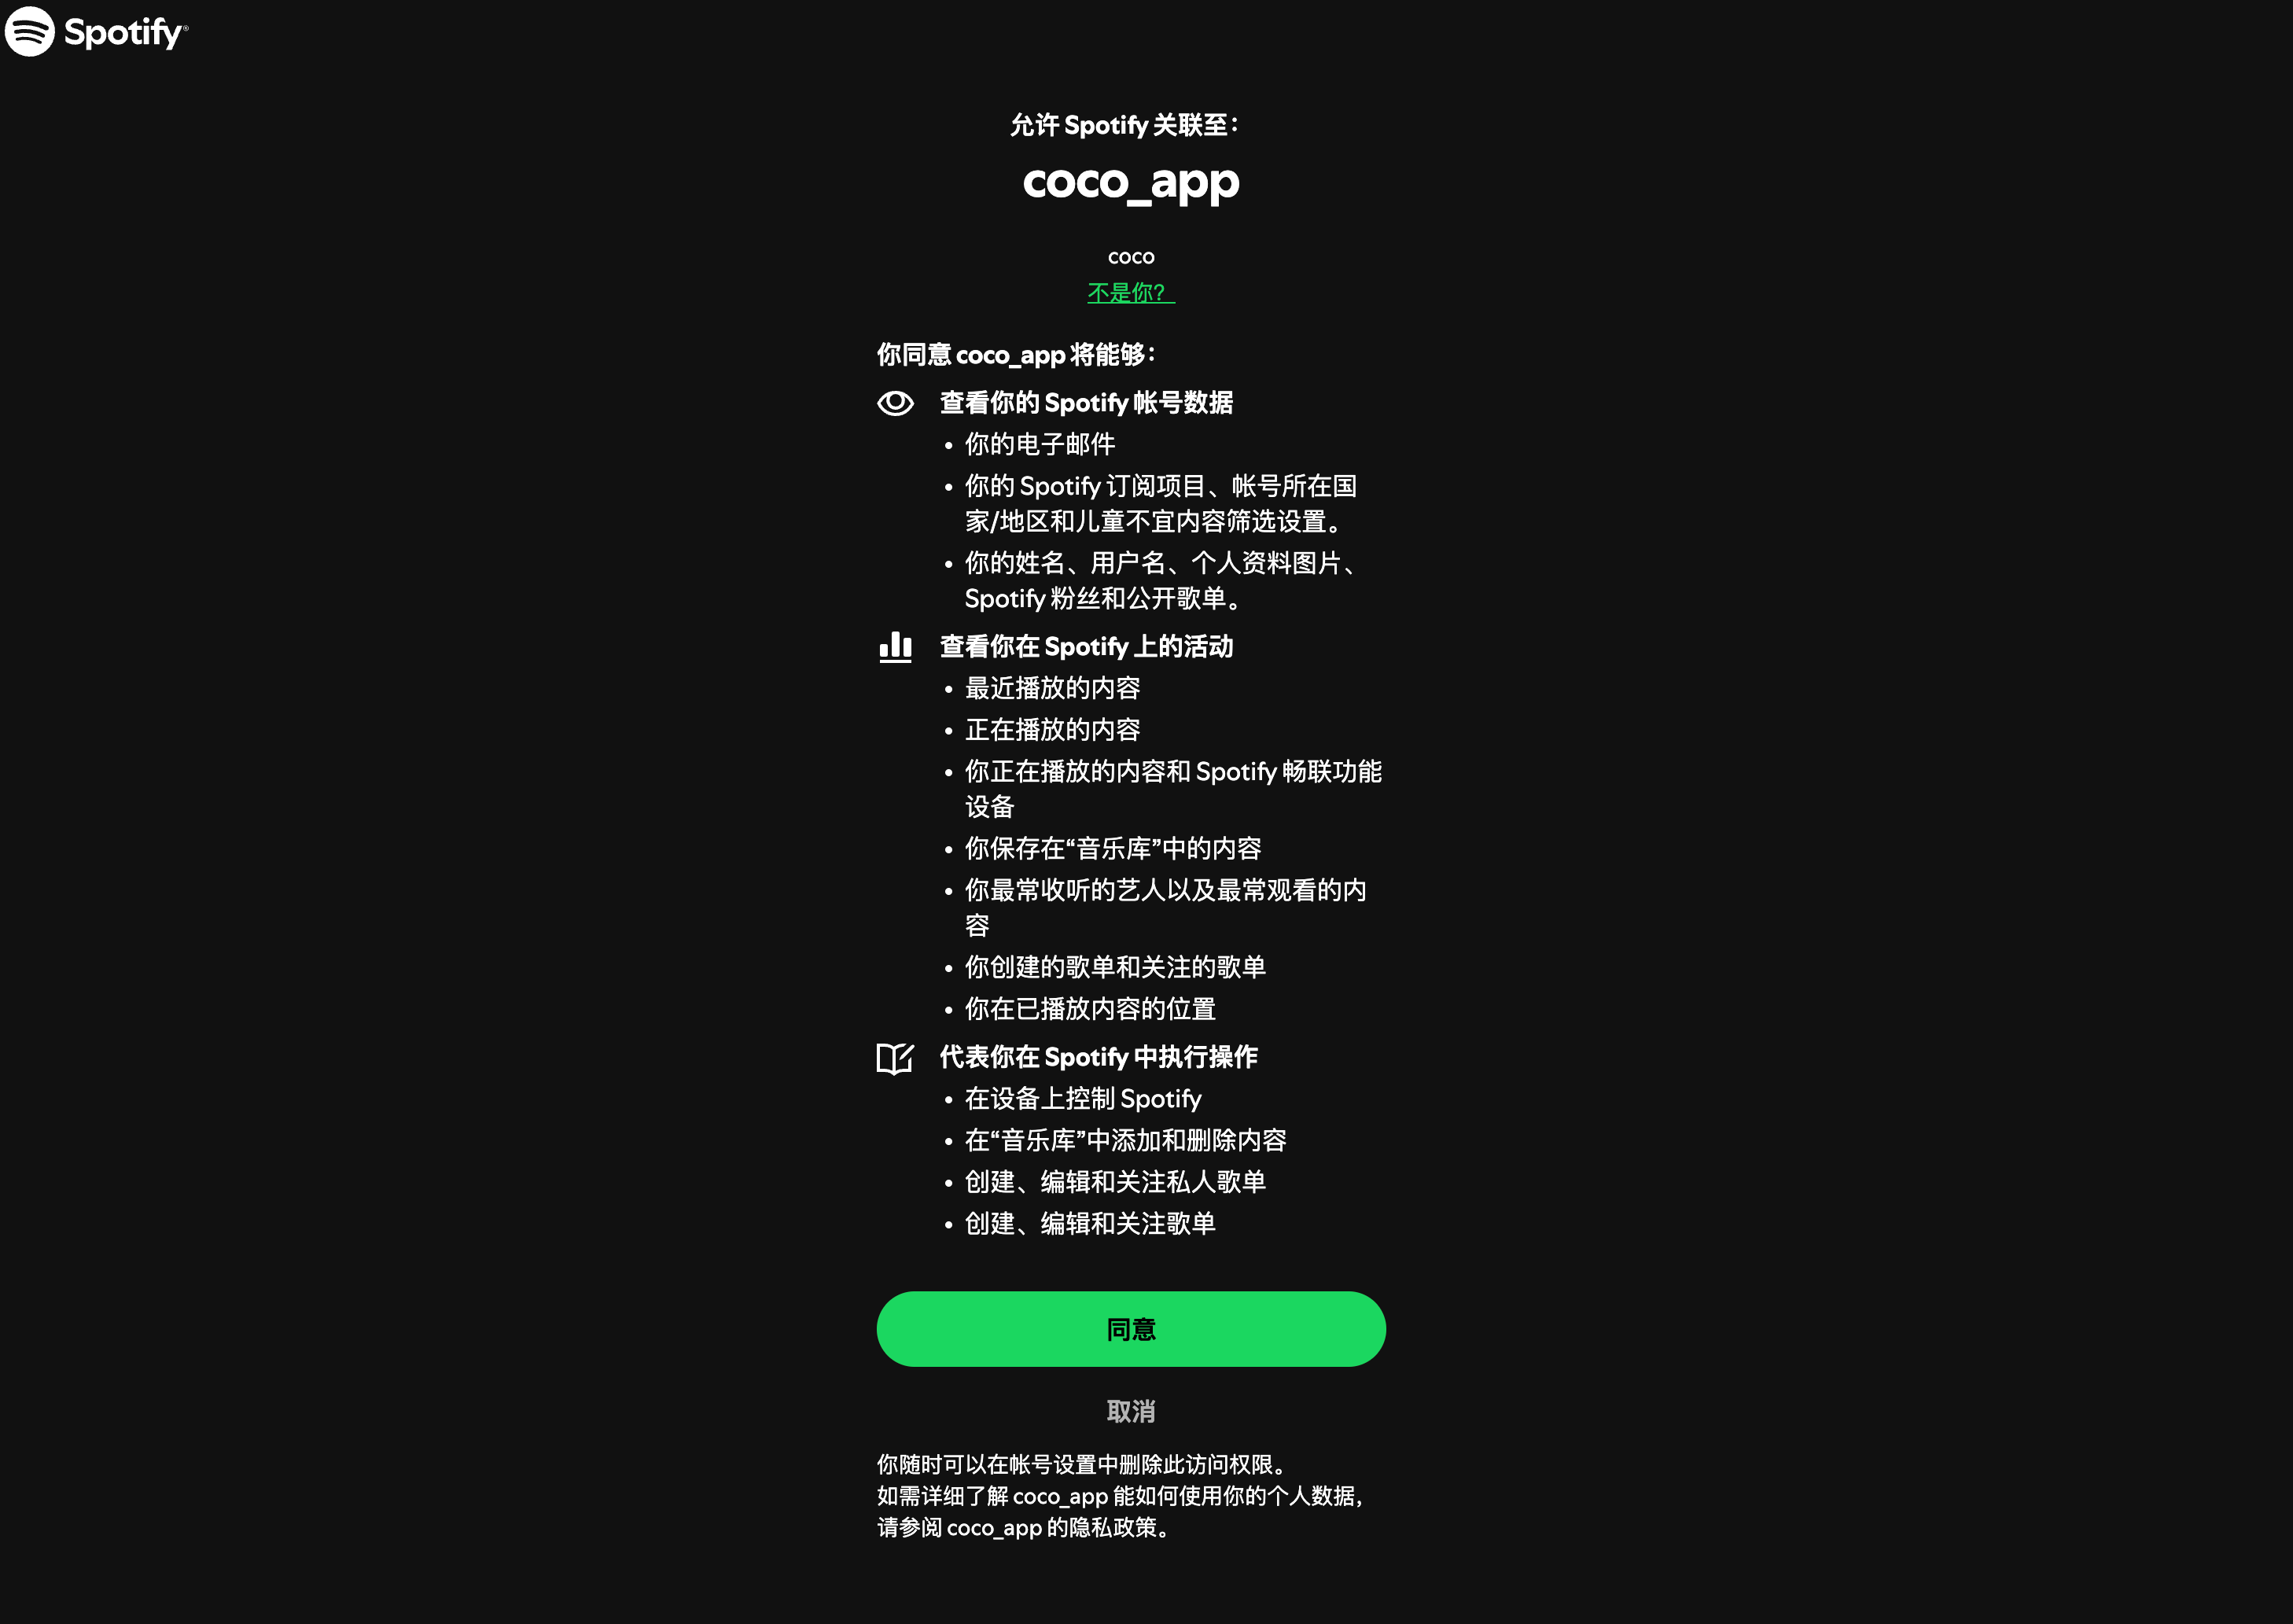 Spotify®
允许 Spotify 关联至：
coco_app
coco
不是你？
你同意 coco_app 将能够：
查看你的 Spotify 帐号数据
• 你的电子邮件
• 你的 Spotify 订阅项目、帐号所在国
家/地区和儿童不宜内容筛选设置。
• 你的姓名、用户名、个人资料图片、
Spotify 粉丝和公开歌单。
查看你在 Spotify 上的活动
• 最近播放的内容
• 正在播放的内容
• 你正在播放的内容和 Spotify 畅联功能
设备
• 你保存在“音乐库”中的内容
• 你最常收听的艺人以及最常观看的内
容
• 你创建的歌单和关注的歌单
• 你在已播放内容的位置
代表你在 Spotify 中执行操作
• 在设备上控制 Spotify
• 在“音乐库”中添加和删除内容
• 创建、编辑和关注私人歌单
• 创建、编辑和关注歌单
同意
取消
你随时可以在帐号设置中删除此访问权限。
如需详细了解 coco_app 能如何使用你的个人数据，
请参阅 coco_app 的隐私政策。